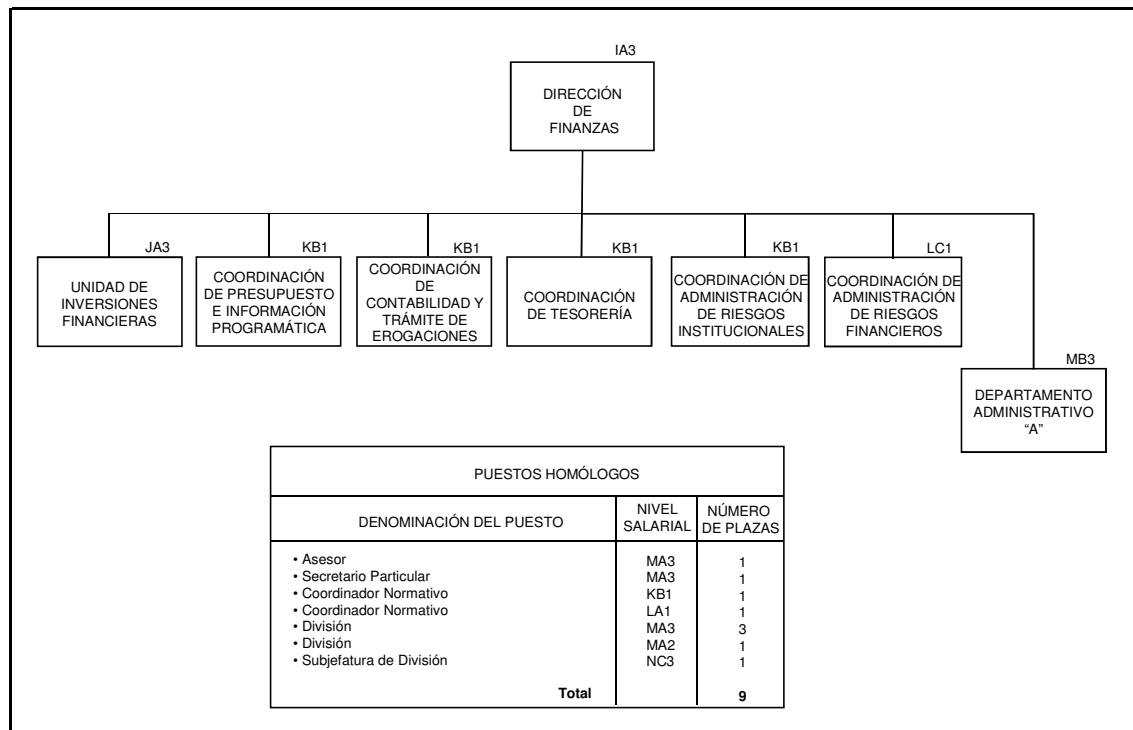 IA3
DIRECCIÓN
DE
FINANZAS
JA3
UNIDAD DE
INVERSIONES
FINANCIERAS
KB1
COORDINACIÓN
DE PRESUPUESTO
E INFORMACIÓN
PROGRAMÁTICA
KB1
COORDINACIÓN
DE
CONTABILIDAD Y
TRÁMITE DE
EROGACIONES
KB1
COORDINACIÓN
DE TESORERÍA
KB1
COORDINACIÓN DE
ADMINISTRACIÓN
DE RIESGOS
INSTITUCIONALES
LC1
COORDINACIÓN DE
ADMINISTRACIÓN
DE RIESGOS
FINANCIEROS
MB3
DEPARTAMENTO
ADMINISTRATIVO
“A”
PUESTOS HOMÓLOGOS
DENOMINACIÓN DEL PUESTO
NIVEL
SALARIAL
NÚMERO
DE PLAZAS
• Asesor MA3 1
• Secretario Particular MA3 1
• Coordinador Normativo KB1 1
• Coordinador Normativo LA1 1
• División MA3 3
• División MA2 1
• Subjefatura de División NC3 1
Total 9